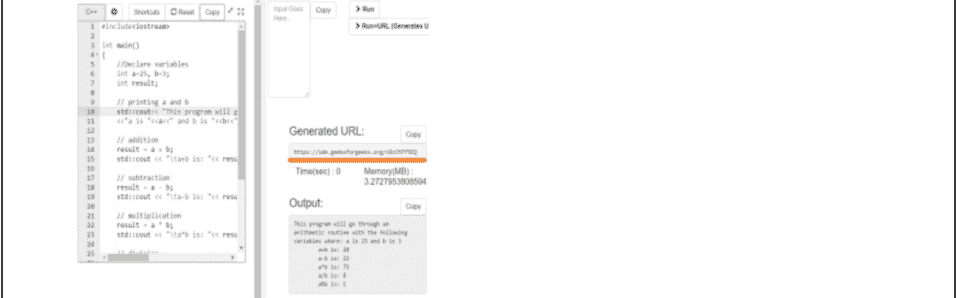 C++ Shortcuts Reset Copy
1 #include<iostream>
2
3 int main()
4 {
5 //Declare variables
6 int a=25, b=3;
7 int result;
8
9 // printing a and b
10 std::cout<< "This program will g
11 <<"a is "<<a<<" and b is "<<b<<"
12
13 // addition
14 result = a + b;
15 std::cout << "\ta+b is: "<< resu
16
17 // subtraction
18 result = a - b;
19 std::cout << "\ta-b is: "<< resu
20
21 // multiplication
22 result = a * b;
23 std::cout << "\ta*b is: "<< resu
24
25
Input Goes Here.
Copy
Run
Run+URL (Generates U
Generated URL:
Copy
Time(sec) : 0
Memory(MB) :
3.2727953808594
Output:
Copy
This program will go through an
arithmetic routine with the following
variables where: a is 25 and b is 3
a+b is: 28
a-b is: 22
a*b is: 75
a/b is: 8
a%b is: 1